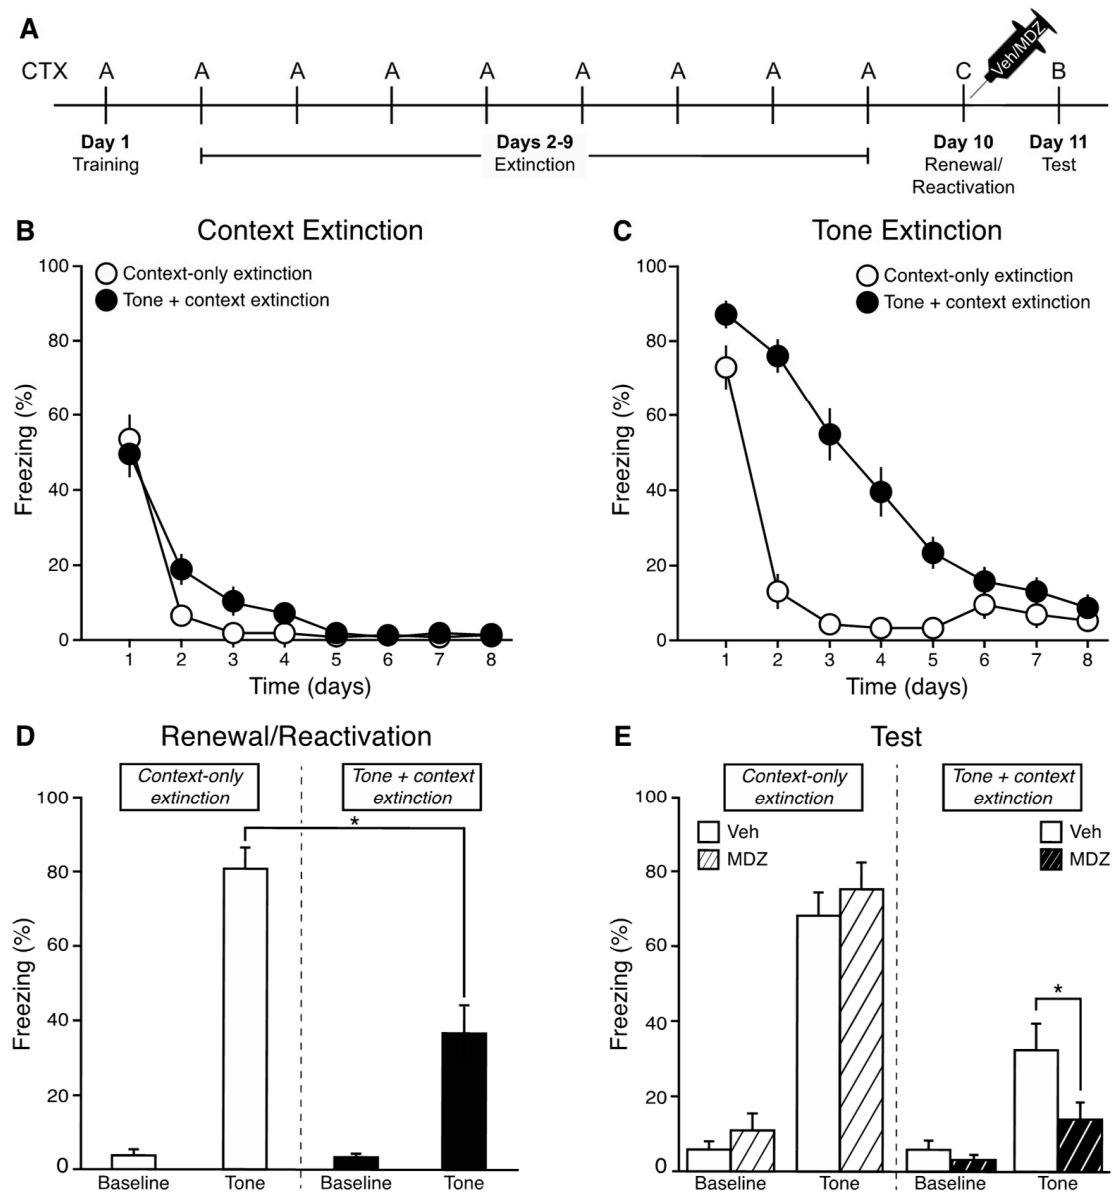 A
CTX A A A A A A A A A C B
Veh/MDZ
Day 1
Training
Days 2-9
Extinction
Day 10
Renewal/
Reactivation
Day 11
Test
B
Context Extinction
Context-only extinction
Tone + context extinction
Freezing (%)
100
80
60
40
20
0
1 2 3 4 5 6 7 8
Time (days)
C
Tone Extinction
Context-only extinction
Tone + context extinction
Freezing (%)
100
80
60
40
20
0
1 2 3 4 5 6 7 8
Time (days)
D
Renewal/Reactivation
Context-only
extinction
Tone + context
extinction
*
Freezing (%)
100
80
60
40
20
0
Baseline Tone Baseline Tone
E
Test
Context-only
extinction
Veh
MDZ
Tone + context
extinction
Veh
MDZ
*
Freezing (%)
100
80
60
40
20
0
Baseline Tone Baseline Tone